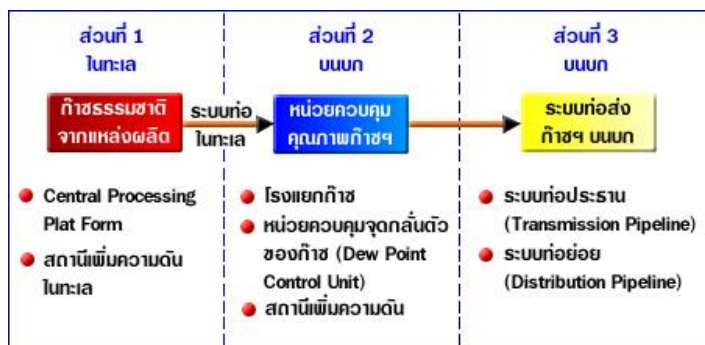 ส่วนที่ 1
ในทะเล
ก๊าซธรรมชาติ
จากแหล่งผลิต
ระบบท่อ
ในทะเล
Central Processing
Plat Form
สถานีเพิ่มความดัน
ในทะเล
ส่วนที่ 2
บนบก
หน่วยควบคุม
คุณภาพก๊าซฯ
โรงแยกก๊าซ
หน่วยควบคุมจุดกลั่นตัว
ของก๊าซ (Dew Point
Control Unit)
สถานีเพิ่มความดัน
ส่วนที่ 3
บนบก
ระบบท่อส่ง
ก๊าซฯ บนบก
ระบบท่อประธาน
(Transmission Pipeline)
ระบบท่อย่อย
(Distribution Pipeline)